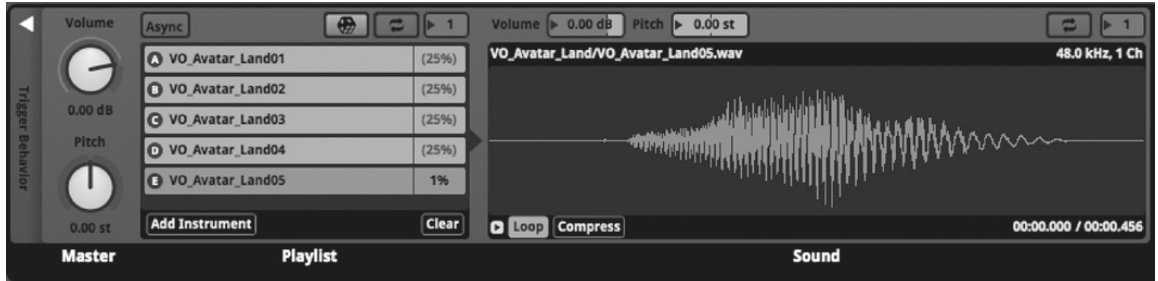 Volume
0.00 dB
Pitch
0.00 st
Trigger Behavior
Async
1
A VO_Avatar_Land01 (25%)
B VO_Avatar_Land02 (25%)
C VO_Avatar_Land03 (25%)
D VO_Avatar_Land04 (25%)
E VO_Avatar_Land05 1%
Add Instrument Clear
Volume 0.00 dB Pitch 0.00 st 1
VO_Avatar_Land/VO_Avatar_Land05.wav 48.0 kHz, 1 Ch
Loop Compress 00:00.000 / 00:00.456
Master Playlist Sound